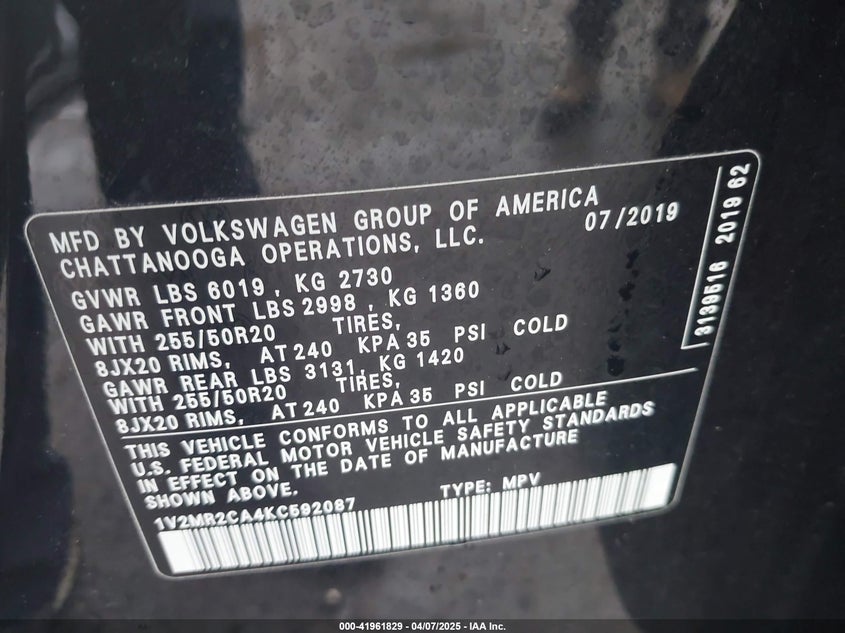 MFD BY VOLKSWAGEN GROUP OF AMERICA
CHATTANOOGA OPERATIONS, LLC. 07/2019
GVWR LBS 6019, KG 2730
GAWR FRONT LBS 2998, KG 1360
WITH 255/50R20 TIRES,
8JX20 RIMS, AT 240 KPA 35 PSI COLD
GAWR REAR LBS 3131, KG 1420
WITH 255/50R20 TIRES,
8JX20 RIMS, AT 240 KPA 35 PSI COLD
THIS VEHICLE CONFORMS TO ALL APPLICABLE
U.S. FEDERAL MOTOR VEHICLE SAFETY STANDARDS
IN EFFECT ON THE DATE OF MANUFACTURE
SHOWN ABOVE. TYPE: MPV
1V2MR2CA4KC592087
3139516 2019 62
000-41961829 - 04/07/2025 - IAA Inc.